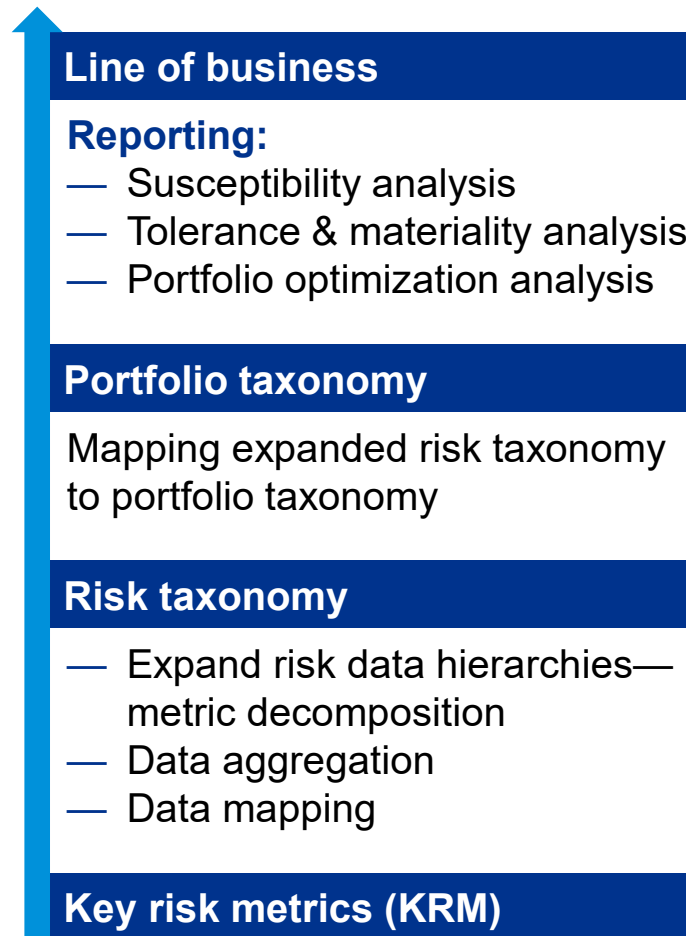 Line of business
Reporting:
— Susceptibility analysis
— Tolerance & materiality analysis
— Portfolio optimization analysis
Portfolio taxonomy
Mapping expanded risk taxonomy
to portfolio taxonomy
Risk taxonomy
— Expand risk data hierarchies—
metric decomposition
— Data aggregation
— Data mapping
Key risk metrics (KRM)